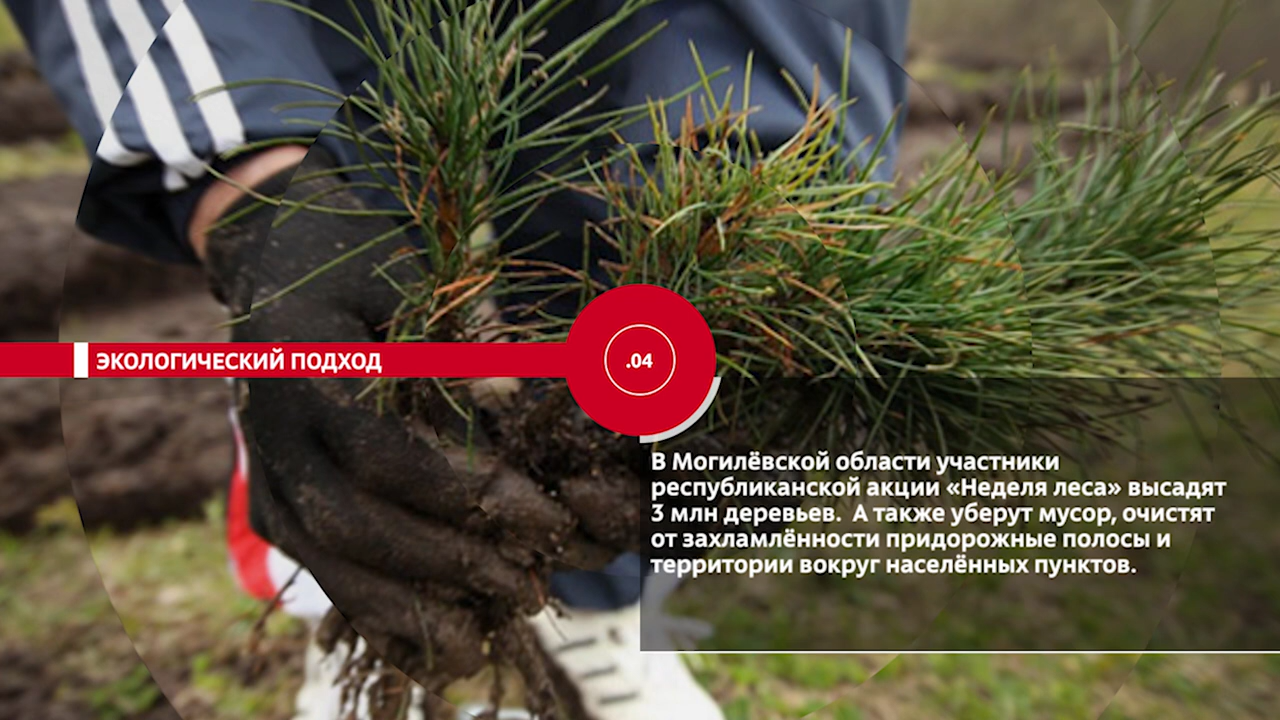 ЭКОЛОГИЧЕСКИЙ ПОДХОД
.04
В Могилёвской области участники
республиканской акции «Неделя леса» высадят
3 млн деревьев. А также уберут мусор, очистят
от захламлённости придорожные полосы и
территории вокруг населённых пунктов.